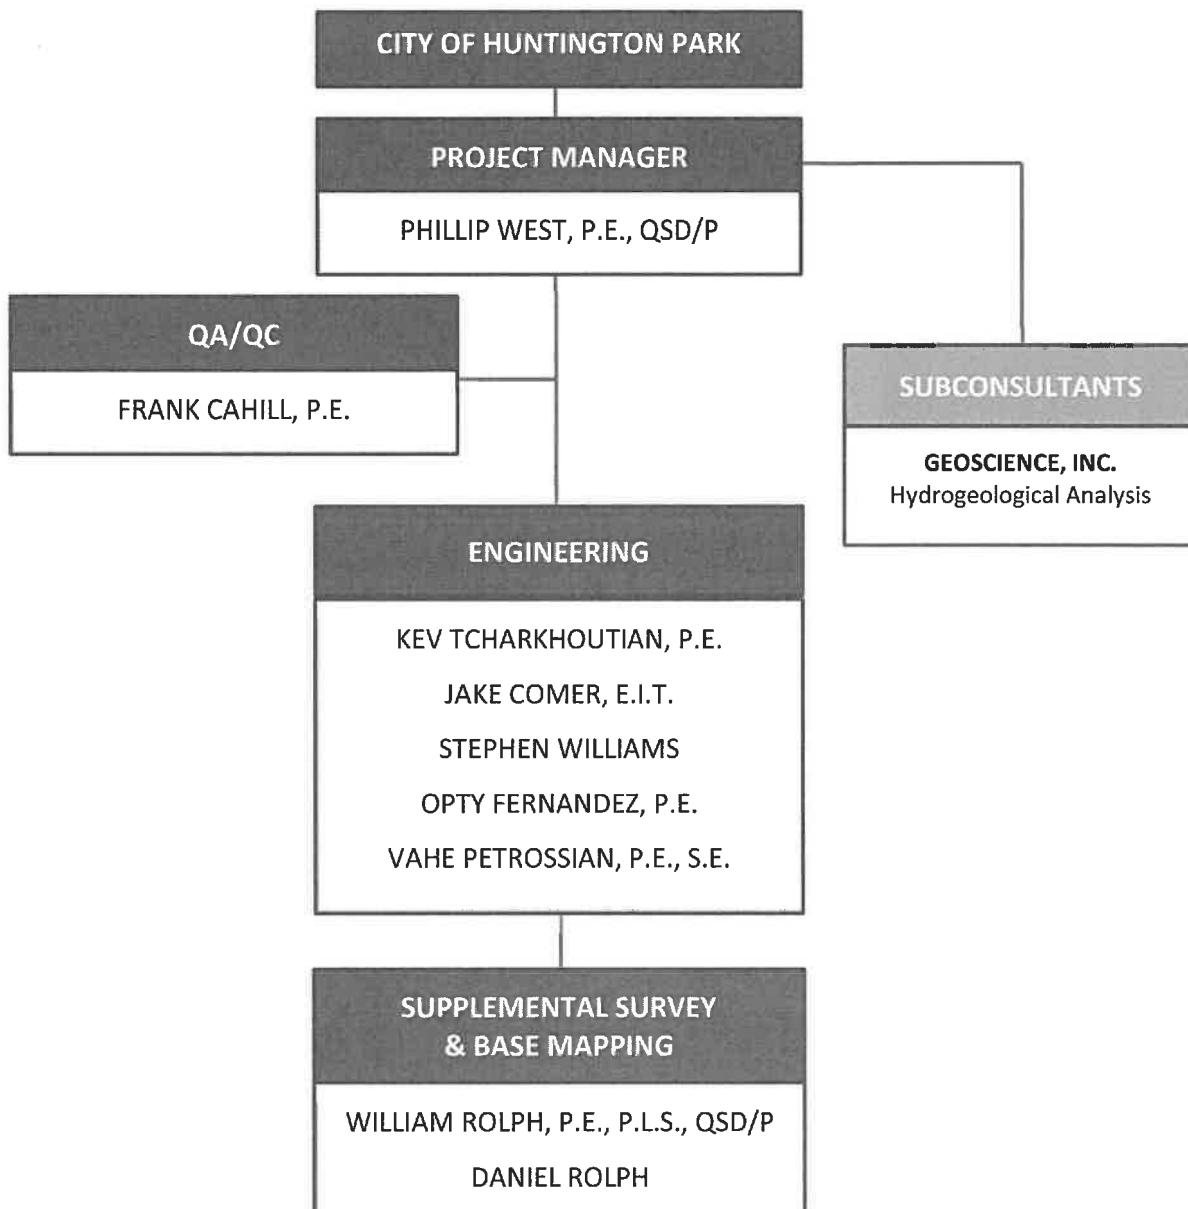 CITY OF HUNTINGTON PARK
PROJECT MANAGER
PHILLIP WEST, P.E., QSD/P
QA/QC
FRANK CAHILL, P.E.
SUBCONSULTANTS
GEOSCIENCE, INC.
Hydrogeological Analysis
ENGINEERING
KEV TCHARKHOUTIAN, P.E.
JAKE COMER, E.I.T.
STEPHEN WILLIAMS
OPTY FERNANDEZ, P.E.
VAHE PETROSSIAN, P.E., S.E.
SUPPLEMENTAL SURVEY
& BASE MAPPING
WILLIAM ROLPH, P.E., P.L.S., QSD/P
DANIEL ROLPH